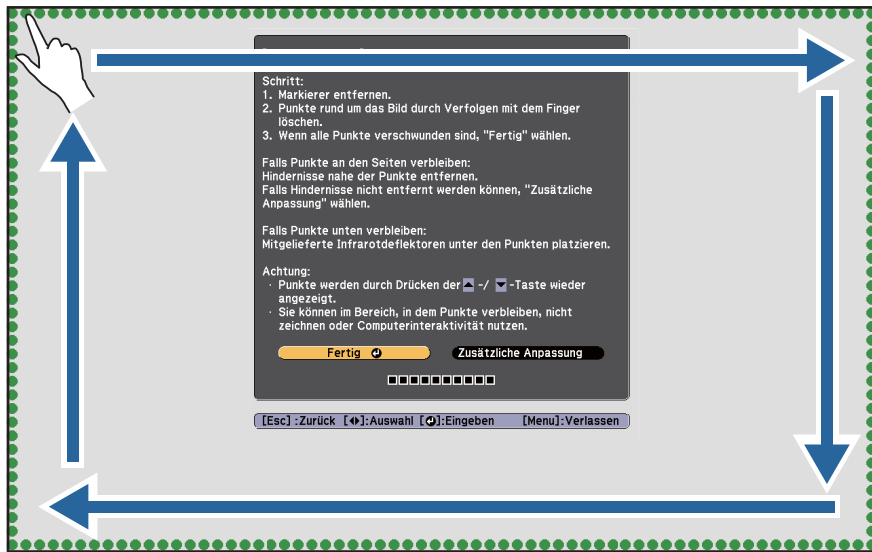 Schritt:
1. Markierer entfernen.
2. Punkte rund um das Bild durch Verfolgen mit dem Finger
löschen.
3. Wenn alle Punkte verschwunden sind, "Fertig" wählen.
Falls Punkte an den Seiten verbleiben:
Hindernisse nahe der Punkte entfernen.
Falls Hindernisse nicht entfernt werden können, "Zusätzliche
Anpassung" wählen.
Falls Punkte unten verbleiben:
Mitgelieferte Infrarotdeflektoren unter den Punkten platzieren.
Achtung:
· Punkte werden durch Drücken der ▲ -/ ▼ -Taste wieder
angezeigt.
· Sie können im Bereich, in dem Punkte verbleiben, nicht
zeichnen oder Computerinteraktivität nutzen.
Fertig Zusätzliche Anpassung
[Esc] :Zurück [◆]:Auswahl [↵]:Eingeben [Menu]:Verlassen